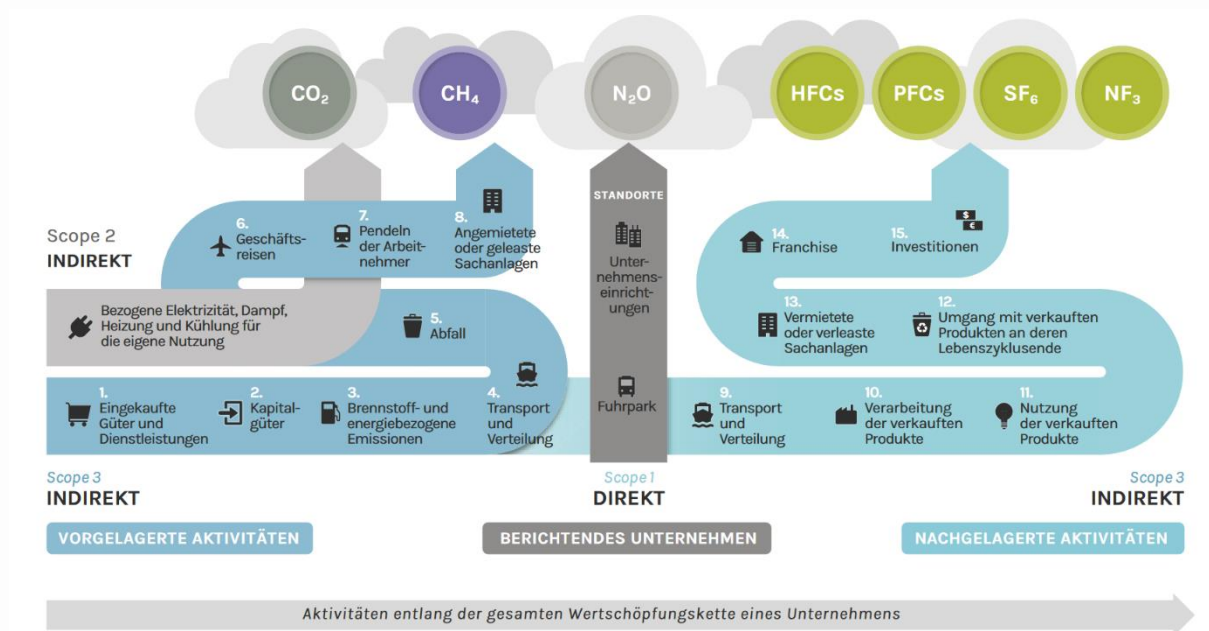 CO₂
CH₄
N₂O
HFCs
PFCs
SF₆
NF₃
Scope 2
INDIREKT
6.
Geschäfts-
reisen
7.
Pendeln
der Arbeit-
nehmer
8.
Angemietete
oder geleaste
Sachanlagen
Bezogene Elektrizität, Dampf,
Heizung und Kühlung für
die eigene Nutzung
5.
Abfall
1.
Eingekaufte
Güter und
Dienstleistungen
2.
Kapital-
güter
3.
Brennstoff- und
energiebezogene
Emissionen
4.
Transport
und
Verteilung
STANDORTE
Unter-
nehmens-
einricht-
ungen
Fuhrpark
14.
Franchise
15.
Investitionen
$
€
13.
Vermietete
oder verleaste
Sachanlagen
12.
Umgang mit verkauften
Produkten an deren
Lebenszyklusende
9.
Transport
und
Verteilung
10.
Verarbeitung
der verkauften
Produkte
11.
Nutzung
der verkauften
Produkte
Scope 3
INDIREKT
Scope 1
DIREKT
Scope 3
INDIREKT
VORGELAGERTE AKTIVITÄTEN
BERICHTENDES UNTERNEHMEN
NACHGELAGERTE AKTIVITÄTEN
Aktivitäten entlang der gesamten Wertschöpfungskette eines Unternehmens